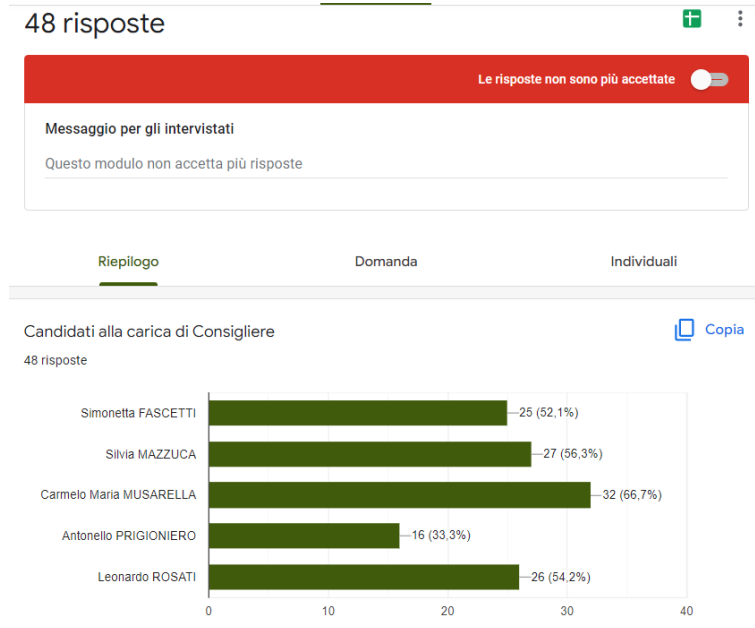 48 risposte
Le risposte non sono più accettate
Messaggio per gli intervistati
Questo modulo non accetta più risposte
Riepilogo Domanda Individuali
Candidati alla carica di Consigliere Copia
48 risposte
Simonetta FASCETTI 25 (52,1%)
Silvia MAZZUCA 27 (56,3%)
Carmelo Maria MUSARELLA 32 (66,7%)
Antonello PRIGIONIERO 16 (33,3%)
Leonardo ROSATI 26 (54,2%)
0 10 20 30 40